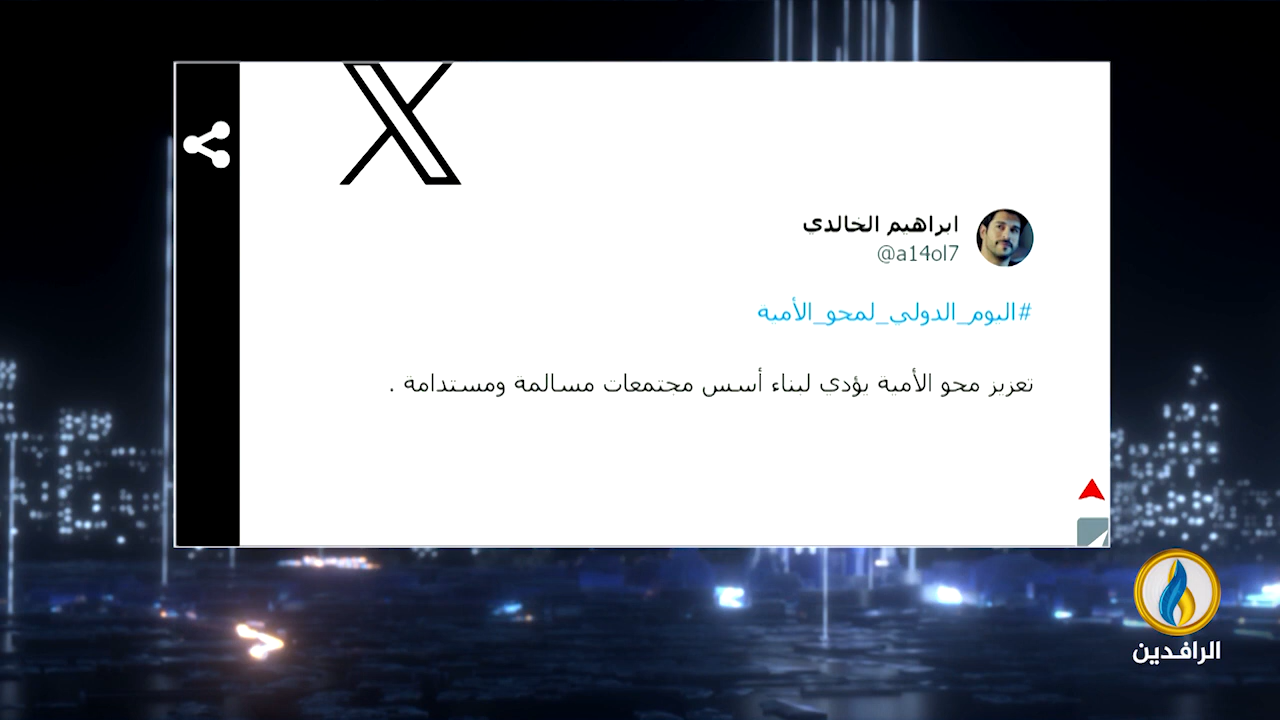 ابراهيم الخالدي
@a14ol7
#اليوم_الدولي_لمحو_الأمية
تعزيز محو الأمية يؤدي لبناء أسس مجتمعات مسالمة ومستدامة .
الرافدين